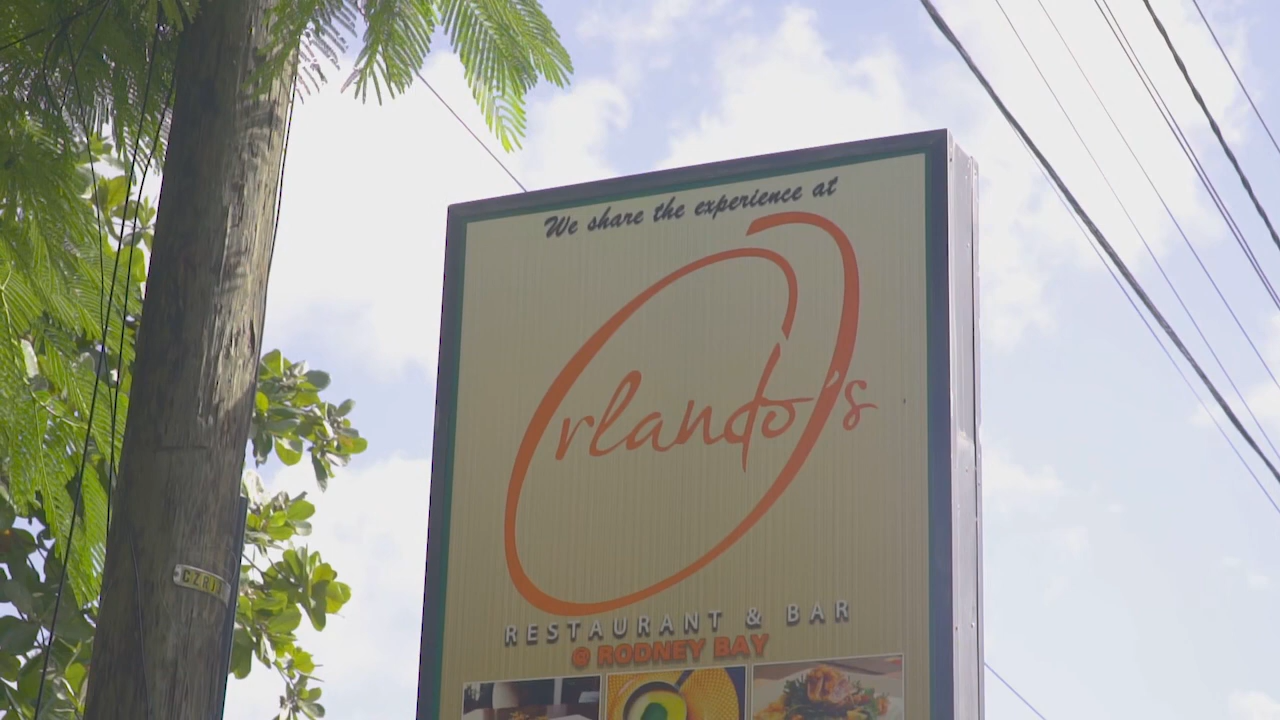 We share the experience at
Orlando's
RESTAURANT & BAR
@ RODNEY BAY